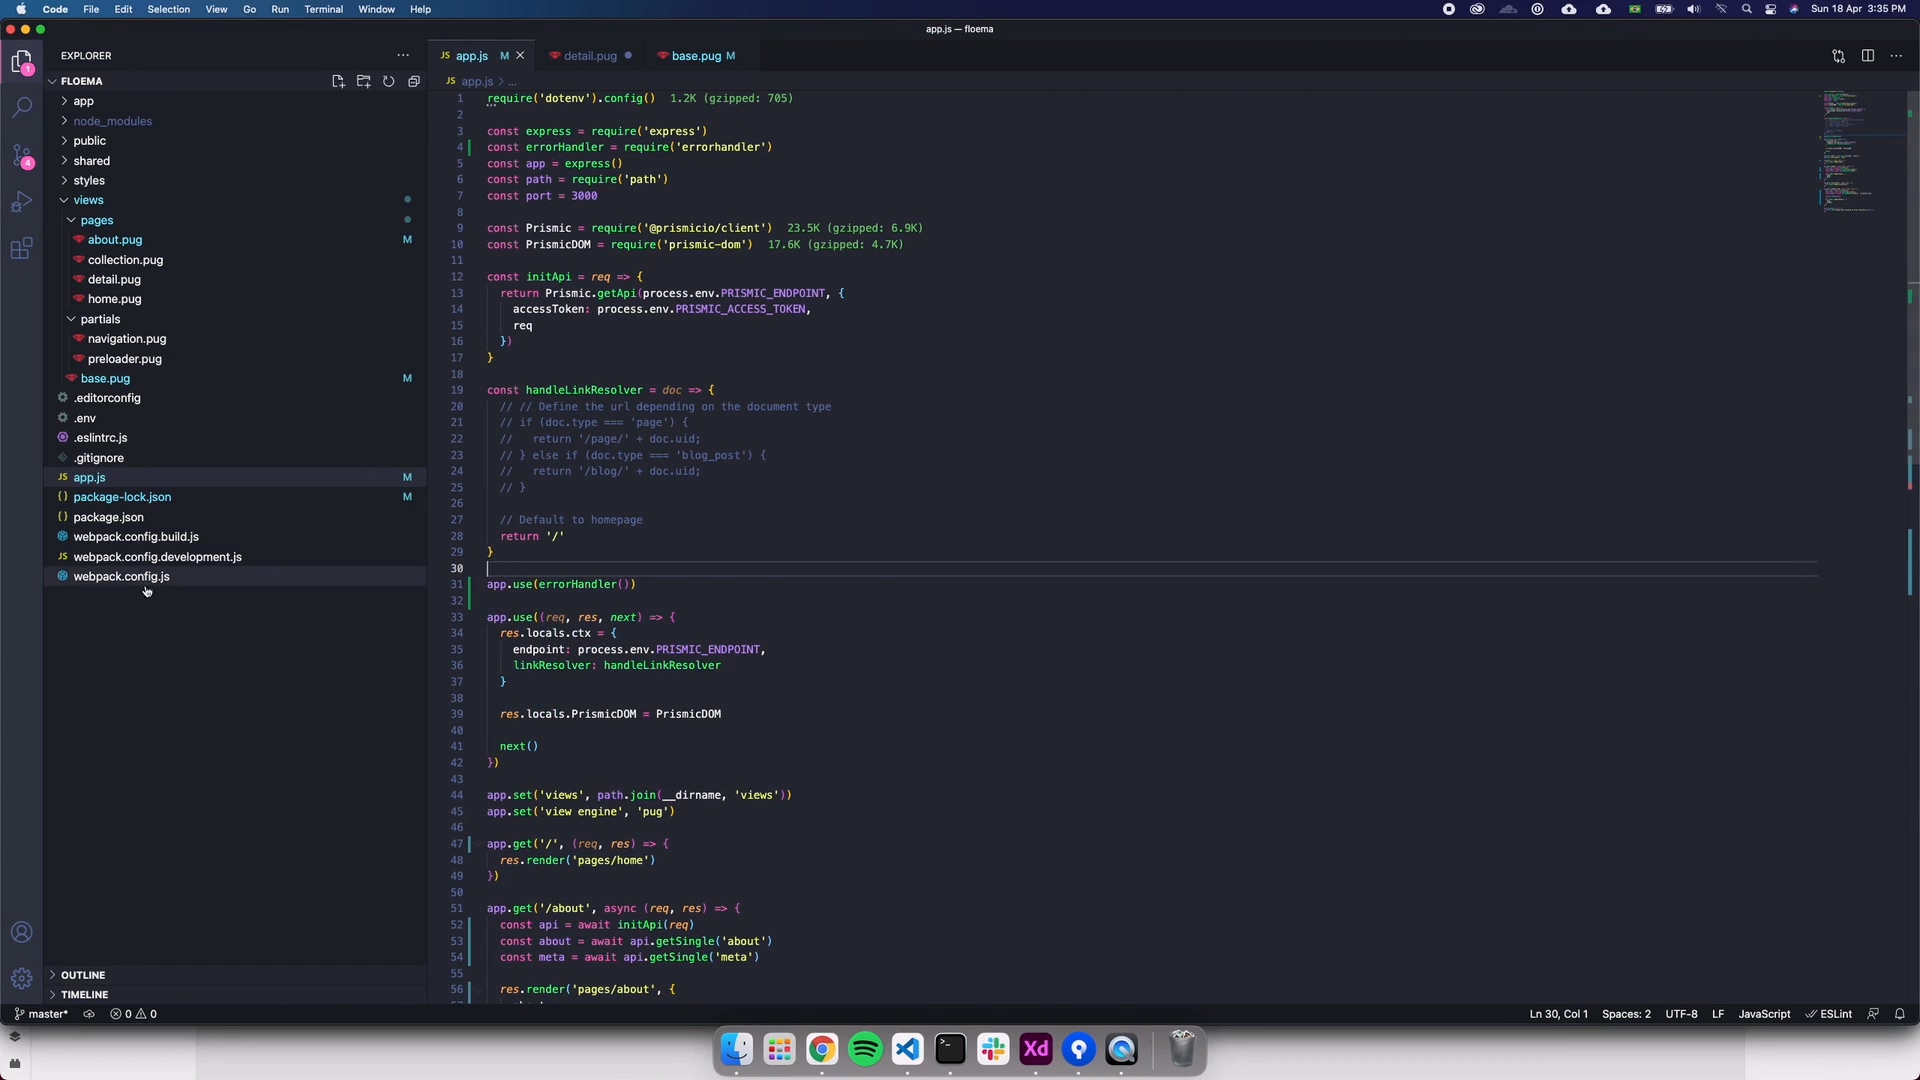 Code File Edit Selection View Go Run Terminal Window Help
Sun 18 Apr 3:35 PM
app.js — floema
EXPLORER
FLOEMA
app
node_modules
public
shared
styles
views
pages
about.pug M
collection.pug
detail.pug
home.pug
partials
navigation.pug
preloader.pug
base.pug M
.editorconfig
.env
.eslintrc.js
.gitignore
JS app.js M
{} package-lock.json M
{} package.json
webpack.config.build.js
JS webpack.config.development.js
webpack.config.js
OUTLINE
TIMELINE
1
4
JS app.js M detail.pug base.pug M
JS app.js > ...
1 require('dotenv').config() 1.2K (gzipped: 705)
2
3 const express = require('express')
4 const errorHandler = require('errorhandler')
5 const app = express()
6 const path = require('path')
7 const port = 3000
8
9 const Prismic = require('@prismicio/client') 23.5K (gzipped: 6.9K)
10 const PrismicDOM = require('prismic-dom') 17.6K (gzipped: 4.7K)
11
12 const initApi = req => {
13 return Prismic.getApi(process.env.PRISMIC_ENDPOINT, {
14 accessToken: process.env.PRISMIC_ACCESS_TOKEN,
15 req
16 })
17 }
18
19 const handleLinkResolver = doc => {
20 // // Define the url depending on the document type
21 // if (doc.type === 'page') {
22 // return '/page/' + doc.uid;
23 // } else if (doc.type === 'blog_post') {
24 // return '/blog/' + doc.uid;
25 // }
26
27 // Default to homepage
28 return '/'
29 }
30
31 app.use(errorHandler())
32
33 app.use((req, res, next) => {
34 res.locals.ctx = {
35 endpoint: process.env.PRISMIC_ENDPOINT,
36 linkResolver: handleLinkResolver
37 }
38
39 res.locals.PrismicDOM = PrismicDOM
40
41 next()
42 })
43
44 app.set('views', path.join(__dirname, 'views'))
45 app.set('view engine', 'pug')
46
47 app.get('/', (req, res) => {
48 res.render('pages/home')
49 })
50
51 app.get('/about', async (req, res) => {
52 const api = await initApi(req)
53 const about = await api.getSingle('about')
54 const meta = await api.getSingle('meta')
55
56 res.render('pages/about', {
master* 0 0
Ln 30, Col 1 Spaces: 2 UTF-8 LF JavaScript ESLint
Xd